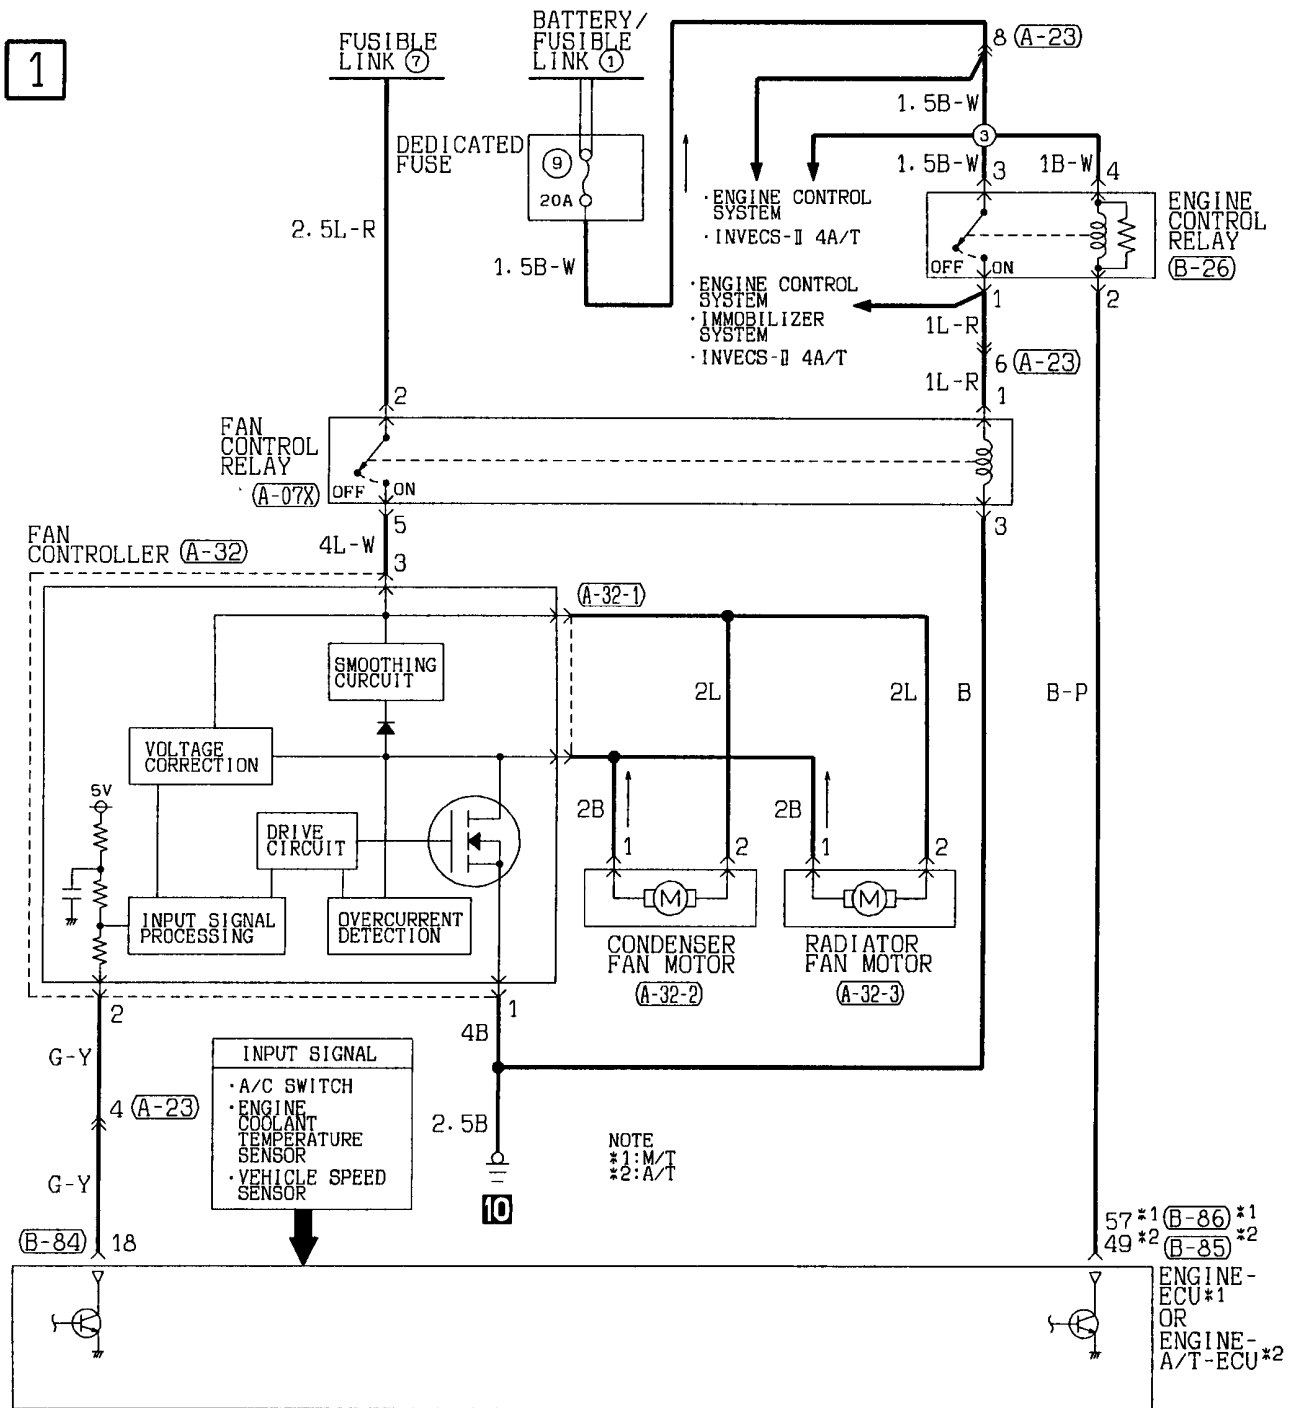 1
FUSIBLE
LINK ⑦
BATTERY/
FUSIBLE
LINK ①
8 (A-23)
1.5B-W
DEDICATED
FUSE
⑨
20A
③
1.5B-W
3
1B-W
4
2.5L-R
1.5B-W
·ENGINE CONTROL
SYSTEM
·INVECS-Ⅱ 4A/T
ENGINE
CONTROL
RELAY
(B-26)
OFF
ON
·ENGINE CONTROL
SYSTEM
·IMMOBILIZER
SYSTEM
·INVECS-Ⅱ 4A/T
1
2
1L-R
6 (A-23)
1L-R
1
2
FAN
CONTROL
RELAY
(A-07X)
OFF
ON
5
3
FAN
CONTROLLER (A-32)
4L-W
3
(A-32-1)
SMOOTHING
CURCUIT
2L
2L
B
B-P
VOLTAGE
CORRECTION
5V
DRIVE
CIRCUIT
2B
2B
1
2
1
2
M
M
INPUT SIGNAL
PROCESSING
OVERCURRENT
DETECTION
CONDENSER
FAN MOTOR
(A-32-2)
RADIATOR
FAN MOTOR
(A-32-3)
2
1
4B
G-Y
INPUT SIGNAL
·A/C SWITCH
·ENGINE
COOLANT
TEMPERATURE
SENSOR
·VEHICLE SPEED
SENSOR
4 (A-23)
2.5B
NOTE
*1:M/T
*2:A/T
G-Y
10
(B-84) 18
57*1 (B-86)*1
49*2 (B-85)*2
ENGINE-
ECU*1
OR
ENGINE-
A/T-ECU*2